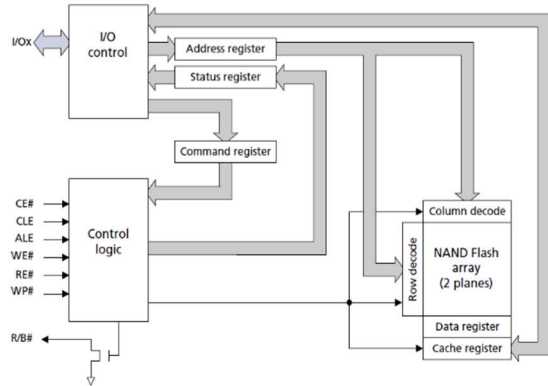 I/Ox
I/O
control
Address register
Status register
Command register
CE#
CLE
ALE
WE#
RE#
WP#
Control
logic
R/B#
Column decode
Row decode
NAND Flash
array
(2 planes)
Data register
Cache register